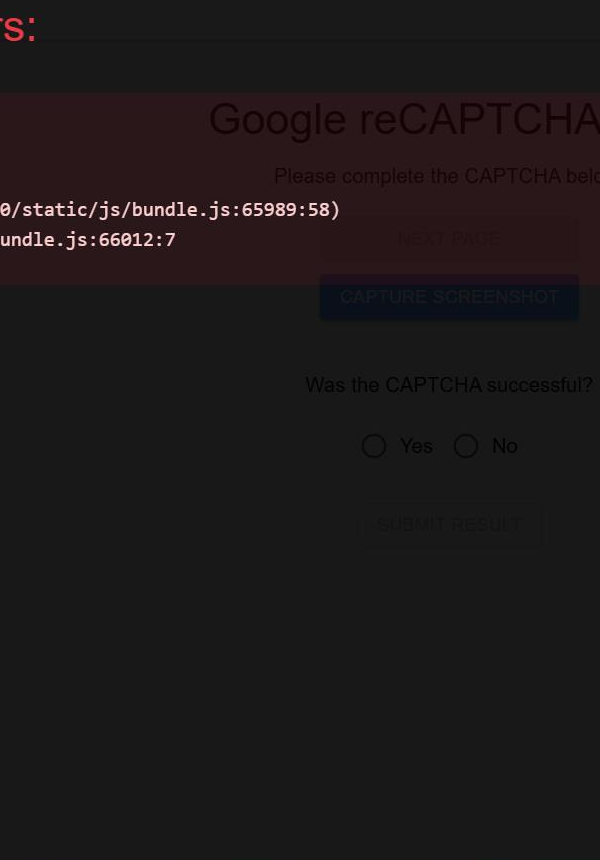 rs:
Google reCAPTCHA
Please complete the CAPTCHA belo
0/static/js/bundle.js:65989:58)
undle.js:66012:7
NEXT PAGE
CAPTURE SCREENSHOT
Was the CAPTCHA successful?
Yes No
SUBMIT RESULT